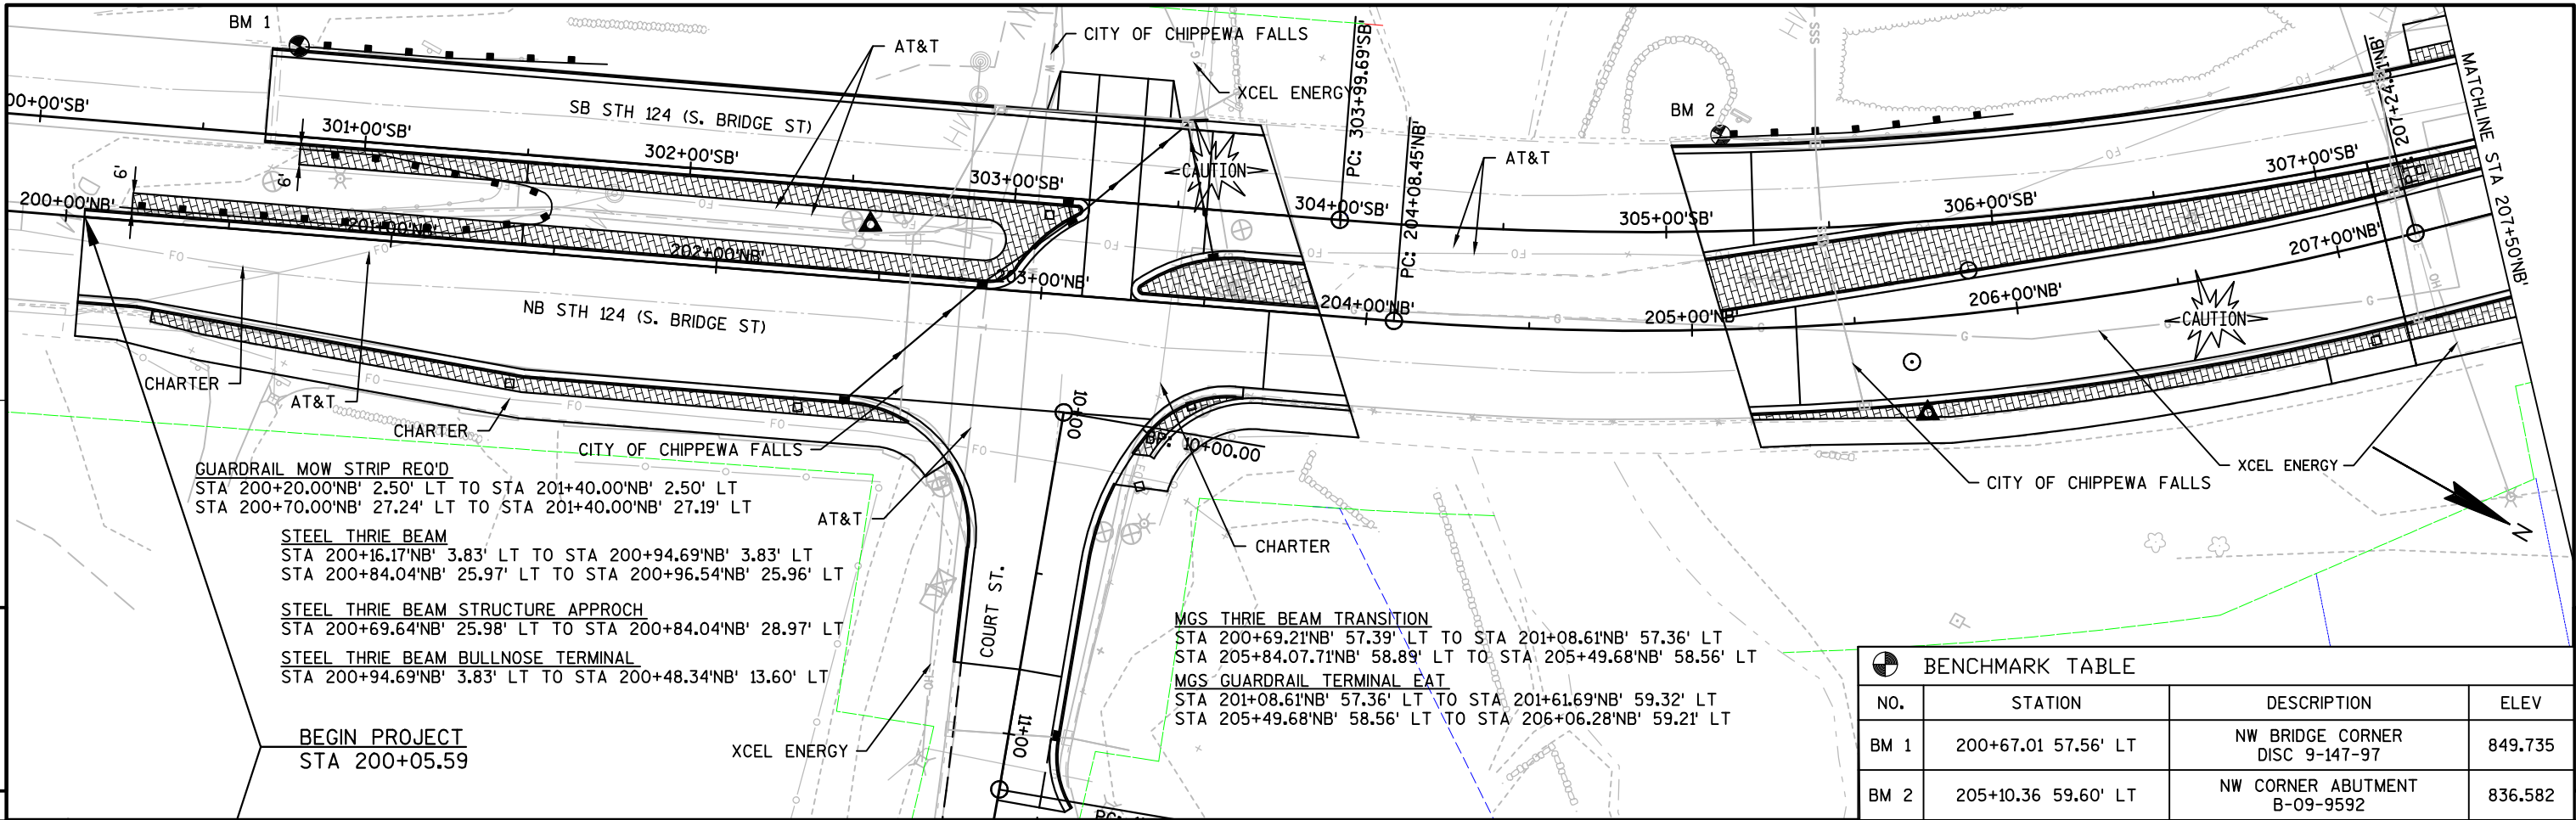 BM 1
AT&T
CITY OF CHIPPEWA FALLS
XCEL ENERGY
PC: 303+99.69'SB'
PC: 204+08.45'NB'
BM 2
MATCHLINE STA 207+50'NB'
00+00'SB'
301+00'SB'
302+00'SB'
303+00'SB'
304+00'SB'
305+00'SB'
306+00'SB'
307+00'SB'
SB STH 124 (S. BRIDGE ST)
CAUTION
AT&T
6'
6'
200+00'NB'
201+00'NB'
202+00'NB'
203+00'NB'
204+00'NB'
205+00'NB'
206+00'NB'
207+00'NB'
NB STH 124 (S. BRIDGE ST)
CAUTION
CHARTER
AT&T
CHARTER
CITY OF CHIPPEWA FALLS
AT&T
10+00
BP: 10+00.00
CHARTER
CITY OF CHIPPEWA FALLS
XCEL ENERGY
N
GUARDRAIL MOW STRIP REQ'D
STA 200+20.00'NB' 2.50' LT TO STA 201+40.00'NB' 2.50' LT
STA 200+70.00'NB' 27.24' LT TO STA 201+40.00'NB' 27.19' LT
STEEL THRIE BEAM
STA 200+16.17'NB' 3.83' LT TO STA 200+94.69'NB' 3.83' LT
STA 200+84.04'NB' 25.97' LT TO STA 200+96.54'NB' 25.96' LT
STEEL THRIE BEAM STRUCTURE APPROCH
STA 200+69.64'NB' 25.98' LT TO STA 200+84.04'NB' 28.97' LT
STEEL THRIE BEAM BULLNOSE TERMINAL
STA 200+94.69'NB' 3.83' LT TO STA 200+48.34'NB' 13.60' LT
BEGIN PROJECT
STA 200+05.59
XCEL ENERGY
COURT ST.
11+00
MGS THRIE BEAM TRANSITION
STA 200+69.21'NB' 57.39' LT TO STA 201+08.61'NB' 57.36' LT
STA 205+84.07.71'NB' 58.89' LT TO STA 205+49.68'NB' 58.56' LT
MGS GUARDRAIL TERMINAL EAT
STA 201+08.61'NB' 57.36' LT TO STA 201+61.69'NB' 59.32' LT
STA 205+49.68'NB' 58.56' LT TO STA 206+06.28'NB' 59.21' LT
BENCHMARK TABLE
NO. STATION DESCRIPTION ELEV
BM 1 200+67.01 57.56' LT NW BRIDGE CORNER DISC 9-147-97 849.735
BM 2 205+10.36 59.60' LT NW CORNER ABUTMENT B-09-9592 836.582